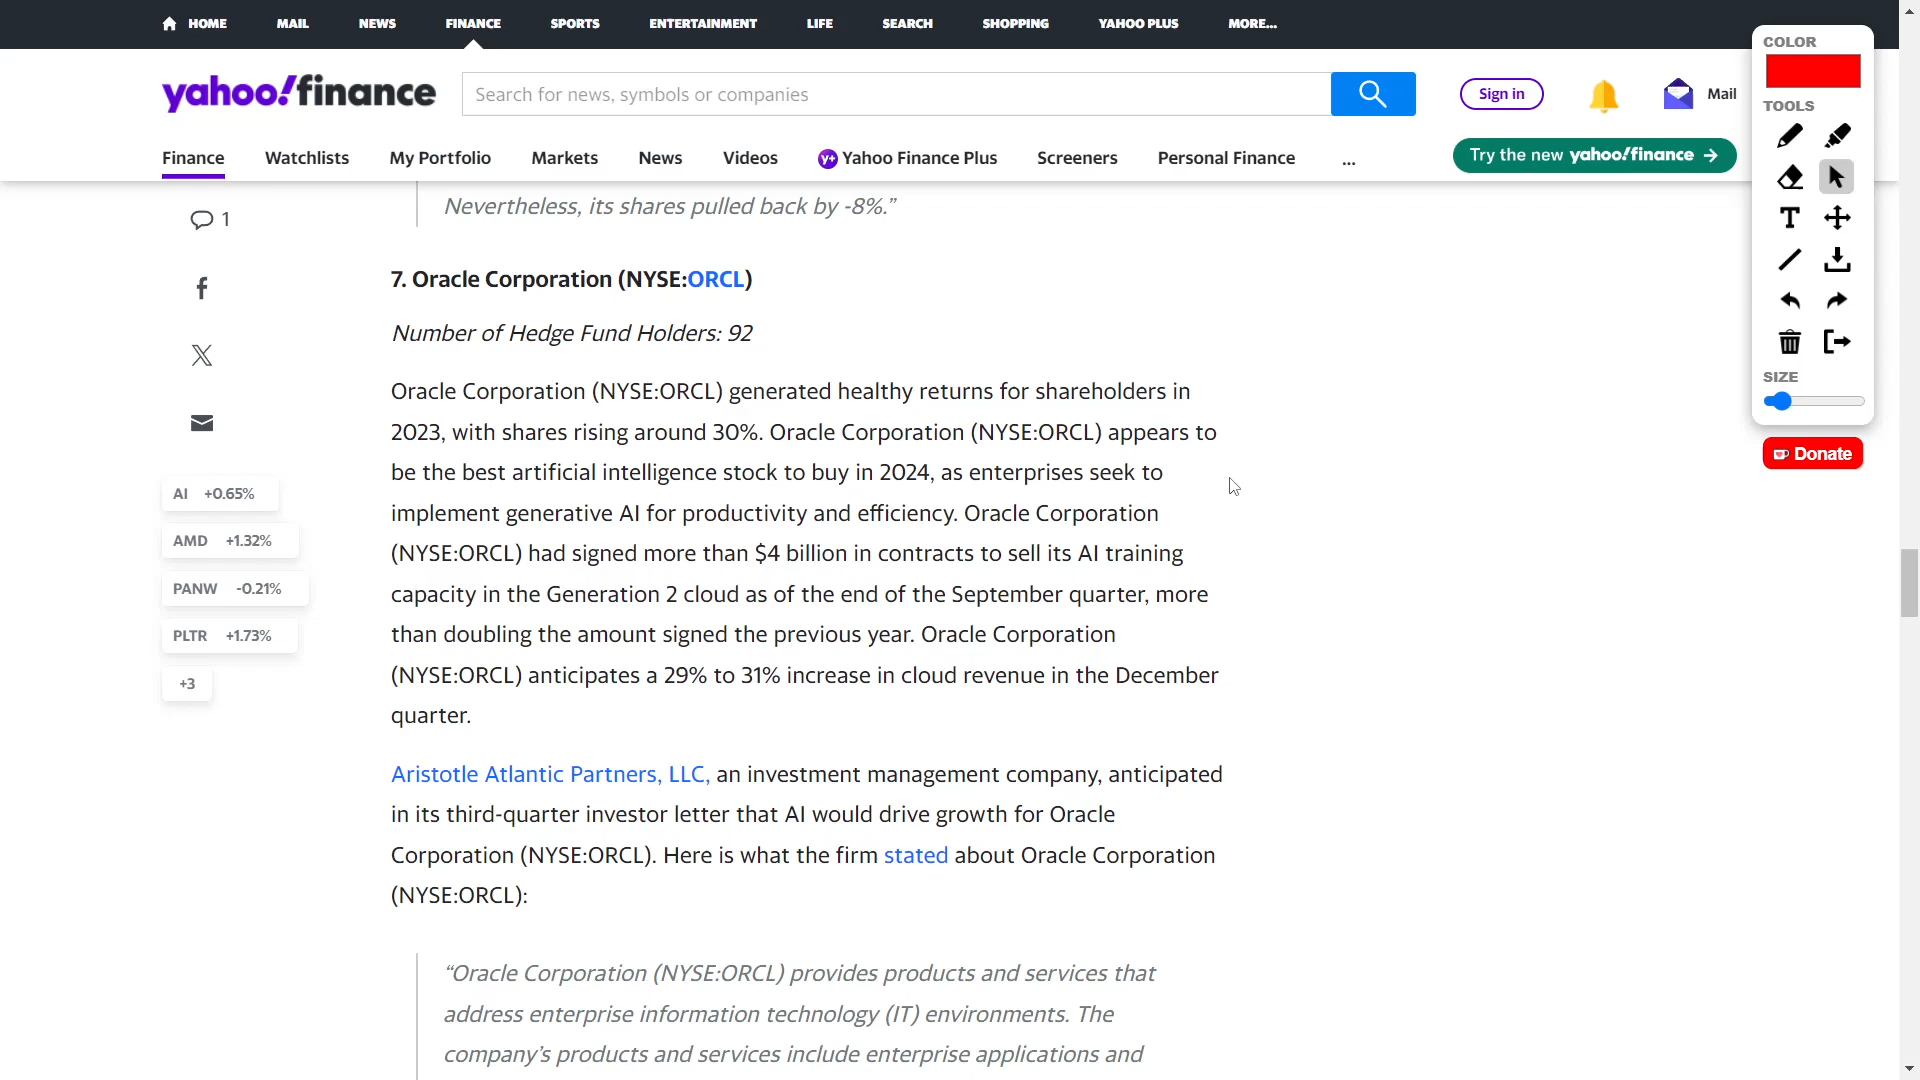 HOME MAIL NEWS FINANCE SPORTS ENTERTAINMENT LIFE SEARCH SHOPPING YAHOO PLUS MORE...
yahoo!finance
Search for news, symbols or companies
Sign in
Mail
Finance Watchlists My Portfolio Markets News Videos y+ Yahoo Finance Plus Screeners Personal Finance ...
Try the new yahoo!finance →
COLOR
TOOLS
T
SIZE
Donate
1
AI +0.65%
AMD +1.32%
PANW -0.21%
PLTR +1.73%
+3
Nevertheless, its shares pulled back by -8%.”
7. Oracle Corporation (NYSE:ORCL)
Number of Hedge Fund Holders: 92
Oracle Corporation (NYSE:ORCL) generated healthy returns for shareholders in
2023, with shares rising around 30%. Oracle Corporation (NYSE:ORCL) appears to
be the best artificial intelligence stock to buy in 2024, as enterprises seek to
implement generative AI for productivity and efficiency. Oracle Corporation
(NYSE:ORCL) had signed more than $4 billion in contracts to sell its AI training
capacity in the Generation 2 cloud as of the end of the September quarter, more
than doubling the amount signed the previous year. Oracle Corporation
(NYSE:ORCL) anticipates a 29% to 31% increase in cloud revenue in the December
quarter.
Aristotle Atlantic Partners, LLC, an investment management company, anticipated
in its third-quarter investor letter that AI would drive growth for Oracle
Corporation (NYSE:ORCL). Here is what the firm stated about Oracle Corporation
(NYSE:ORCL):
“Oracle Corporation (NYSE:ORCL) provides products and services that
address enterprise information technology (IT) environments. The
company’s products and services include enterprise applications and